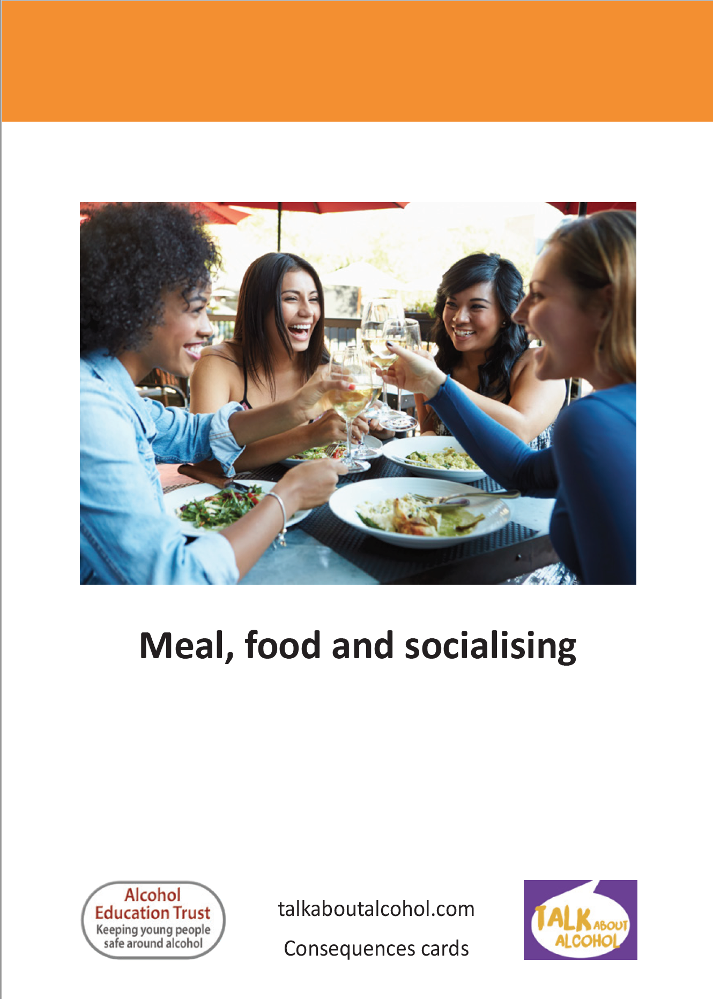 Meal, food and socialising
Alcohol
Education Trust
Keeping young people
safe around alcohol
talkaboutalcohol.com
Consequences cards
TALK ABOUT
ALCOHOL